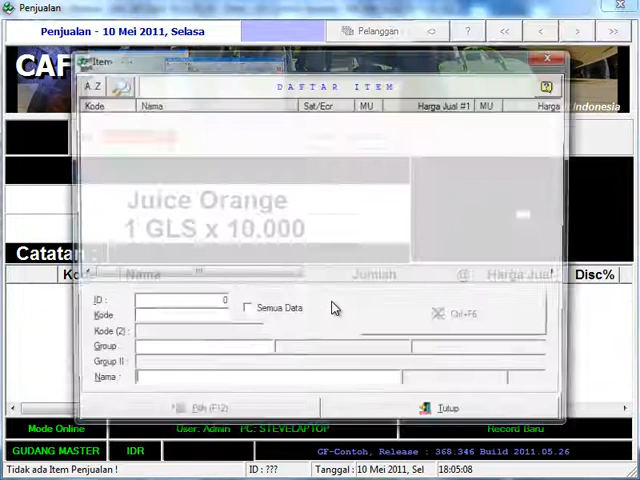 Penjualan
Penjualan - 10 Mei 2011, Selasa
Pelanggan
<<
>
>>
?
CAF
Item
A..Z
DAFTAR ITEM
Kode Nama Sat/Ecr MU Harga Jual #1 MU Harga
Indonesia
Juice Orange
1 GLS x 10.000
Catatan :
Kode Nama Jumlah @ Harga Jual Disc%
ID : 0
Semua Data
Kode
Ctrl+F6
Kode (2) :
Group
Group II :
Nama :
Pilih (F12)
Tutup
Mode Online User: Admin PC: STEVELAPTOP Record Baru
GUDANG MASTER IDR GF-Contoh, Release : 368.346 Build 2011.05.26
Tidak ada Item Penjualan ! ID : ??? Tanggal : 10 Mei 2011, Sel 18:05:08